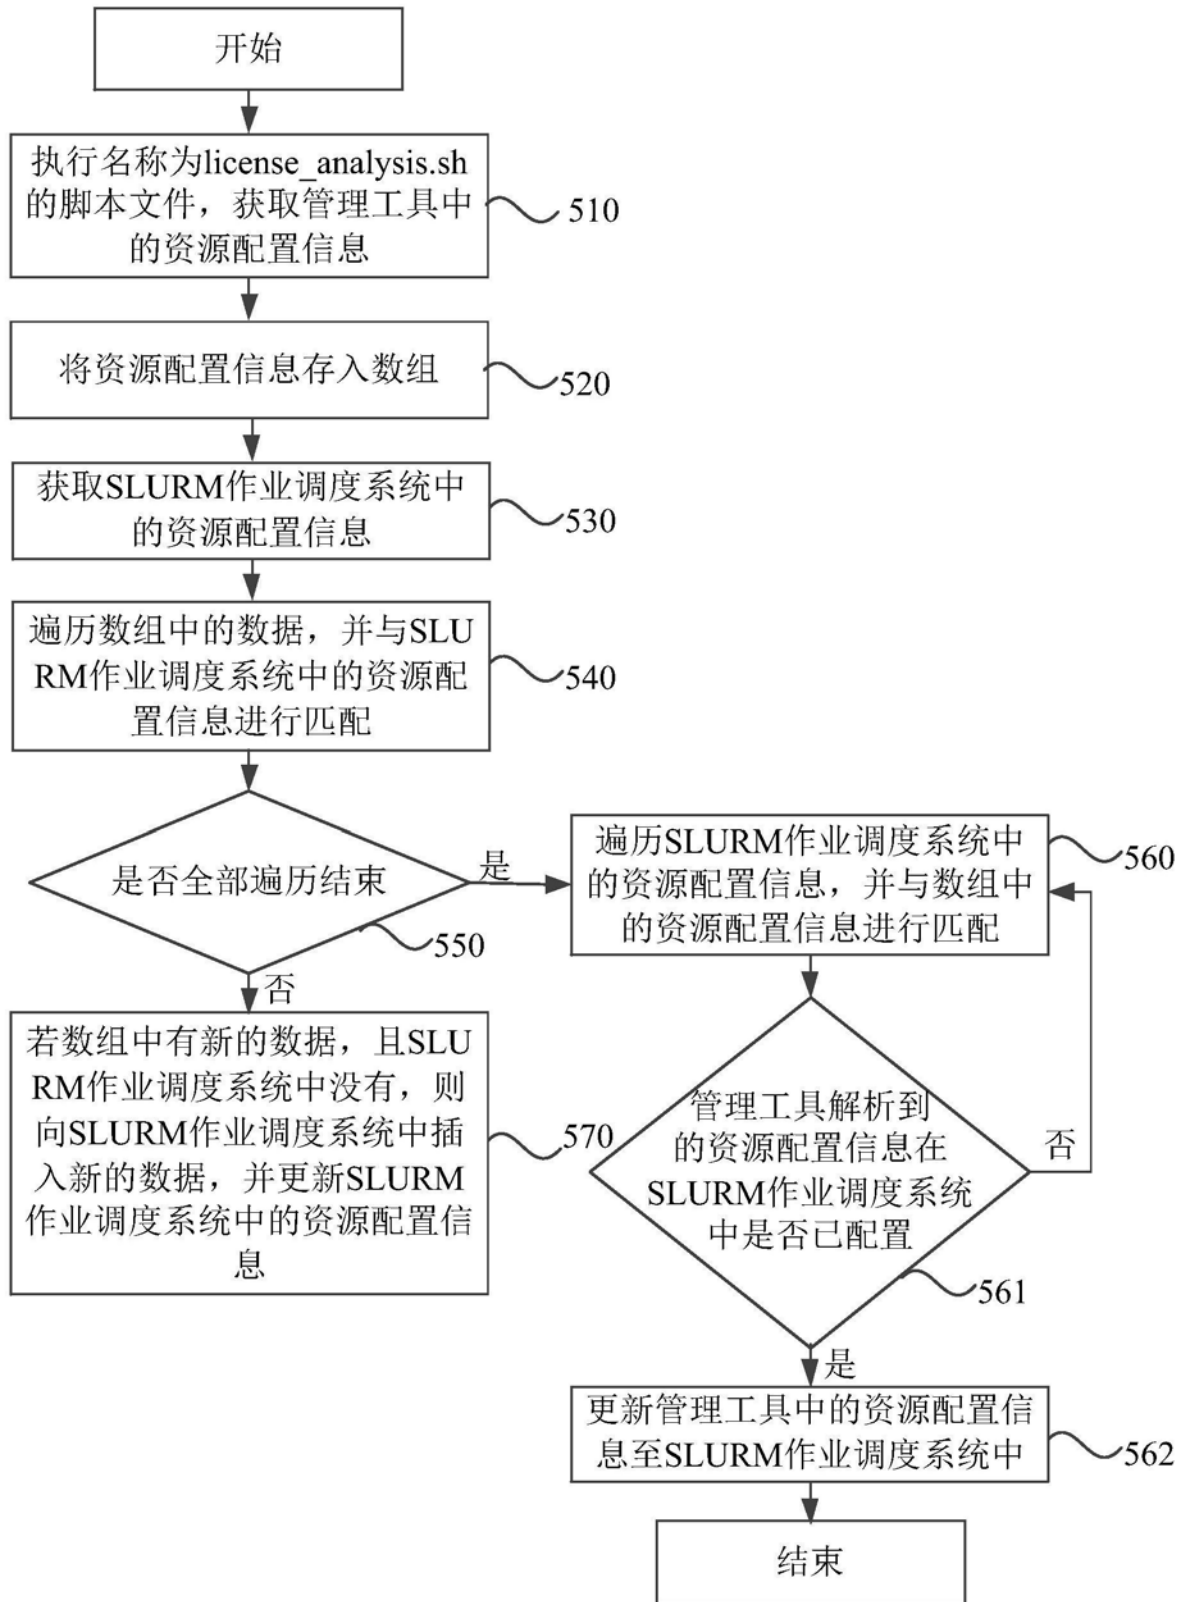 开始
执行名称为license_analysis.sh
的脚本文件，获取管理工具中
的资源配置信息
510
将资源配置信息存入数组
520
获取SLURM作业调度系统中
的资源配置信息
530
遍历数组中的数据，并与SLU
RM作业调度系统中的资源配
置信息进行匹配
540
是否全部遍历结束
550
是
否
遍历SLURM作业调度系统中
的资源配置信息，并与数组中
的资源配置信息进行匹配
560
若数组中有新的数据，且SLU
RM作业调度系统中没有，则
向SLURM作业调度系统中插
入新的数据，并更新SLURM
作业调度系统中的资源配置信
息
570
管理工具解析到
的资源配置信息在
SLURM作业调度系统
中是否已配置
否
561
是
更新管理工具中的资源配置信
息至SLURM作业调度系统中
562
结束